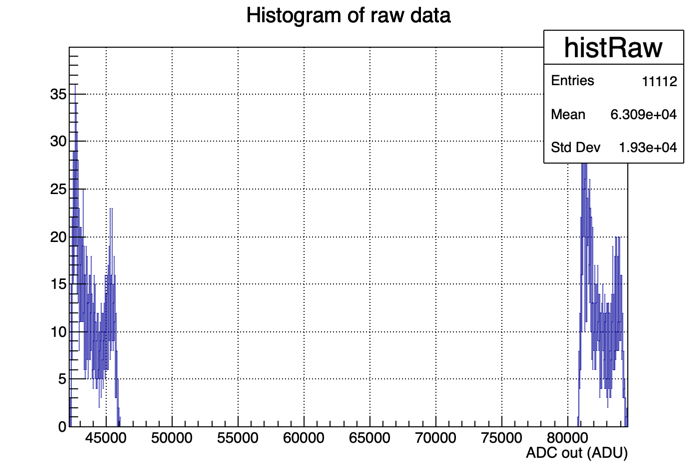 Histogram of raw data
histRaw
Entries 11112
Mean 6.309e+04
Std Dev 1.93e+04
35
30
25
20
15
10
5
0
45000 50000 55000 60000 65000 70000 75000 80000
ADC out (ADU)